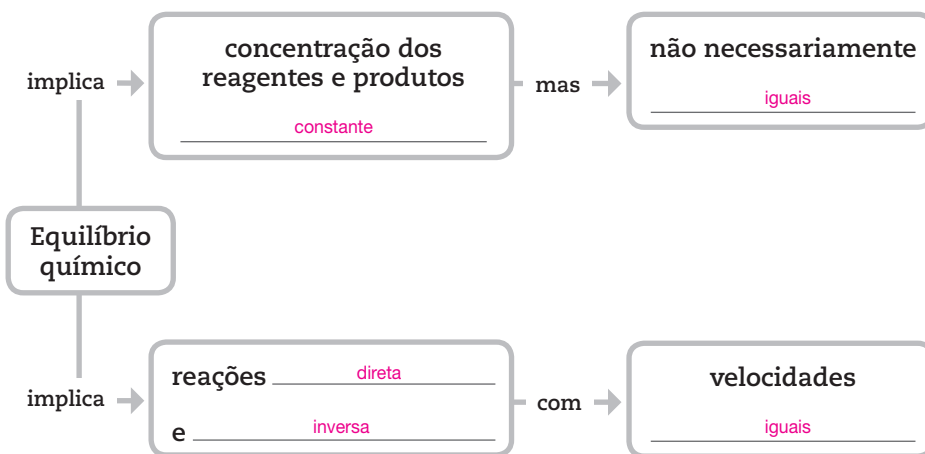 implica
concentração dos
reagentes e produtos
constante
mas
não necessariamente
iguais
Equilíbrio
químico
implica
reações direta
e inversa
com
velocidades
iguais